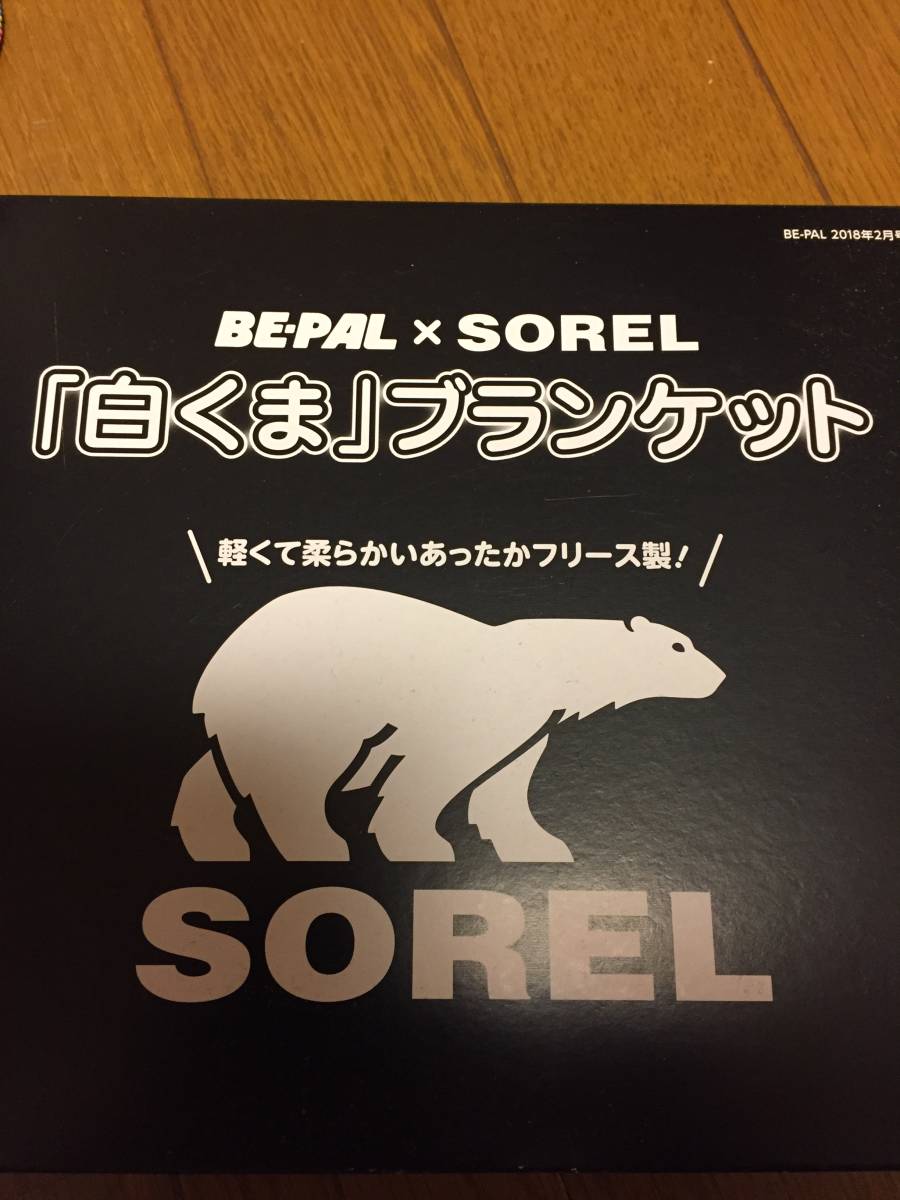 BE-PAL 2018年2月号
BE-PAL × SOREL
「白くま」ブランケット
軽くて柔らかいあったかフリース製!
SOREL